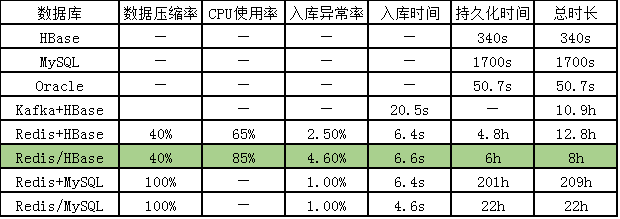 数据库 数据压缩率 CPU使用率 入库异常率 入库时间 持久化时间 总时长
HBase — — — — 340s 340s
MySQL — — — — 1700s 1700s
Oracle — — — — 50.7s 50.7s
Kafka+HBase — — — 20.5s — 10.9h
Redis+HBase 40% 65% 2.50% 6.4s 4.8h 12.8h
Redis/HBase 40% 85% 4.60% 6.6s 6h 8h
Redis+MySQL 100% — 1.00% 6.4s 201h 209h
Redis/MySQL 100% — 1.00% 4.6s 22h 22h